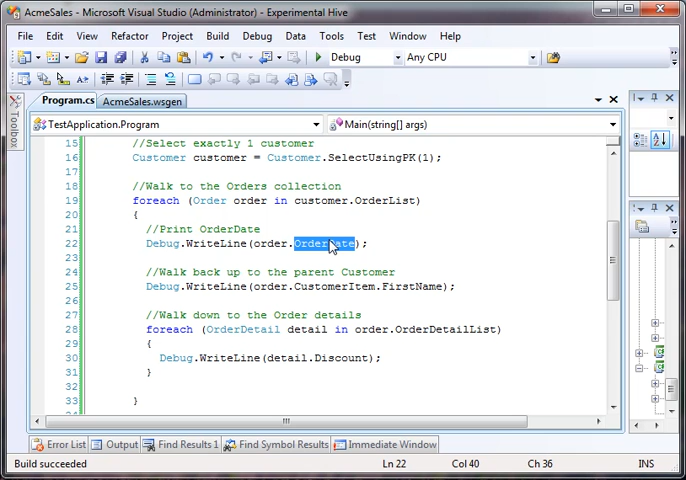 AcmeSales - Microsoft Visual Studio (Administrator) - Experimental Hive
File Edit View Refactor Project Build Debug Data Tools Test Window Help
Debug Any CPU
Program.cs AcmeSales.wsgen
Toolbox
TestApplication.Program Main(string[] args)
15 //Select exactly 1 customer
16 Customer customer = Customer.SelectUsingPK(1);
17
18 //Walk to the Orders collection
19 foreach (Order order in customer.OrderList)
20 {
21 //Print OrderDate
22 Debug.WriteLine(order.OrderDate);
23
24 //Walk back up to the parent Customer
25 Debug.WriteLine(order.CustomerItem.FirstName);
26
27 //Walk down to the Order details
28 foreach (OrderDetail detail in order.OrderDetailList)
29 {
30 Debug.WriteLine(detail.Discount);
31 }
32
33 }
Error List Output Find Results 1 Find Symbol Results Immediate Window
Build succeeded Ln 22 Col 40 Ch 36 INS